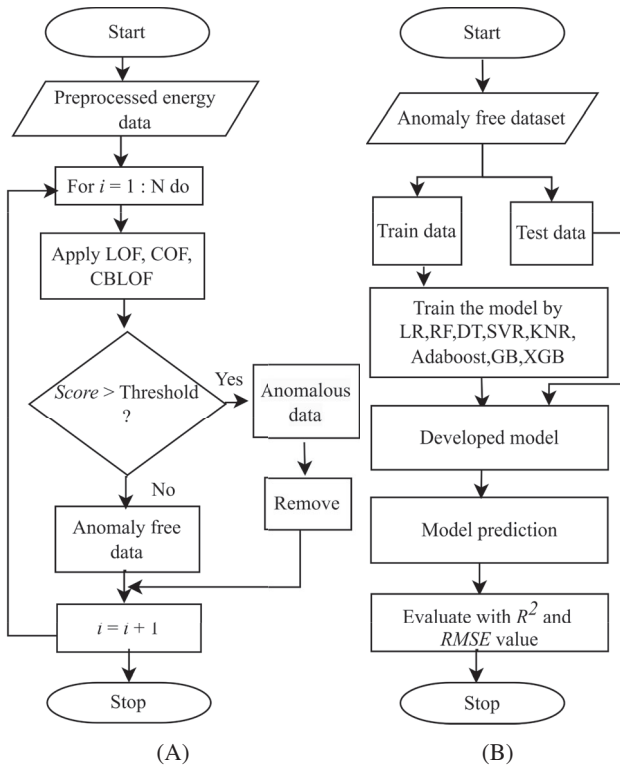 Start
Preprocessed energy
data
For i = 1 : N do
Apply LOF, COF,
CBLOF
Score > Threshold
?
Yes
Anomalous
data
Remove
No
Anomaly free
data
i = i + 1
Stop
(A)
Start
Anomaly free dataset
Train data
Test data
Train the model by
LR,RF,DT,SVR,KNR,
Adaboost,GB,XGB
Developed model
Model prediction
Evaluate with R² and
RMSE value
Stop
(B)